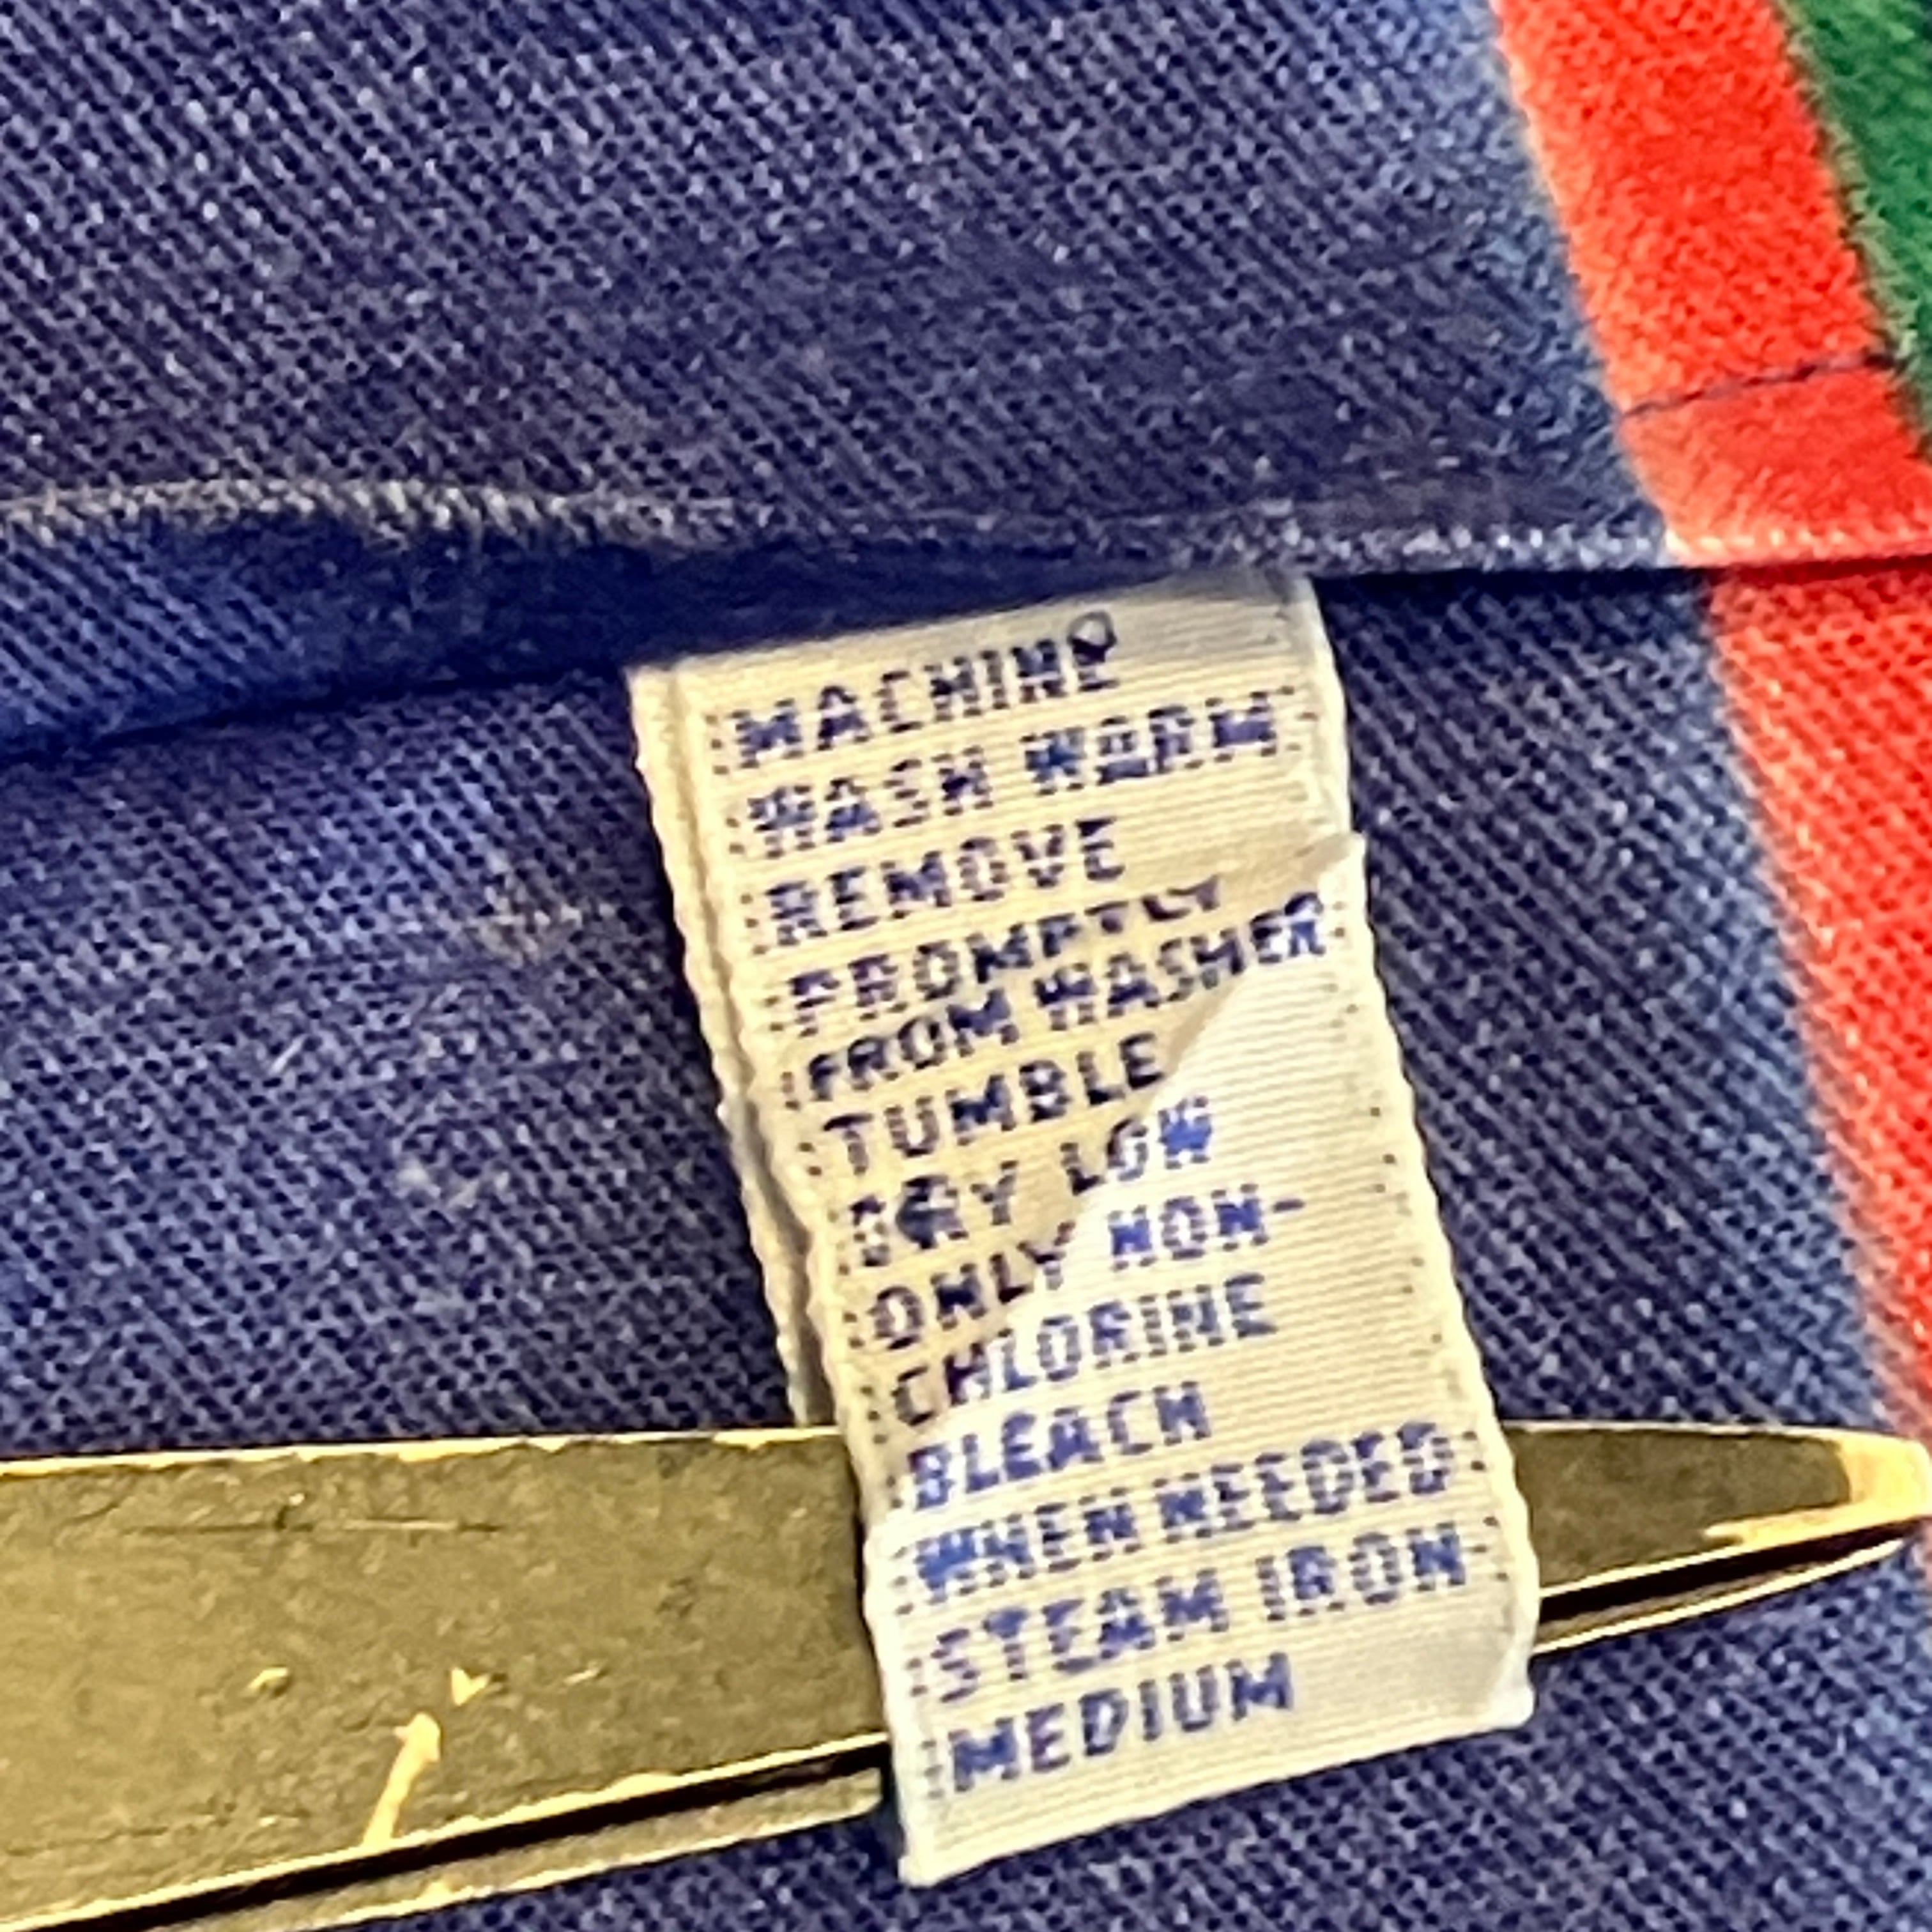 MACHINE
WASH WARM
REMOVE
PROMPTLY
FROM WASHER
TUMBLE
DRY LOW
ONLY NON-
CHLORINE
BLEACH
WHEN NEEDED
STEAM IRON
MEDIUM